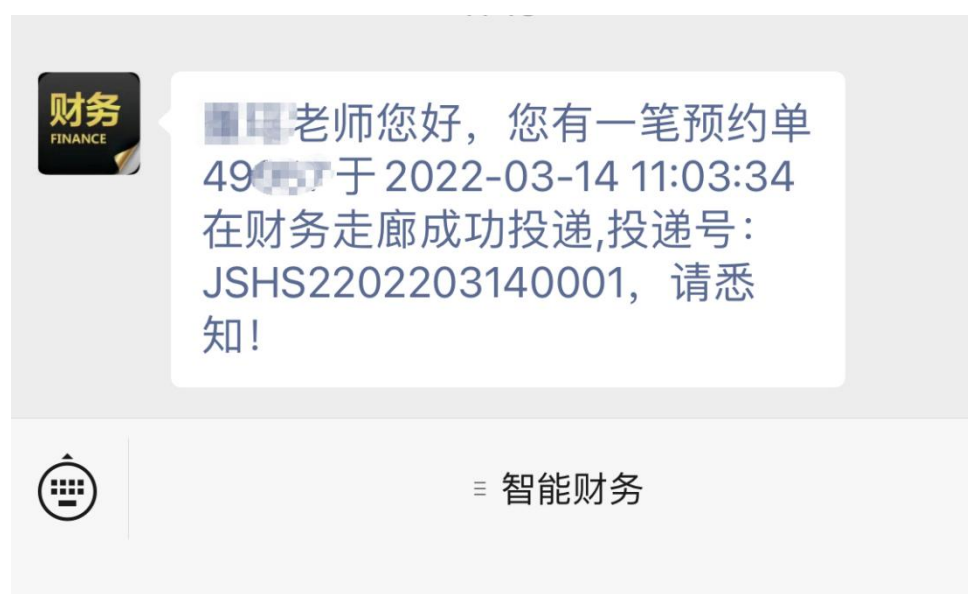 财务
FINANCE
老师您好，您有一笔预约单
49 于 2022-03-14 11:03:34
在财务走廊成功投递,投递号：
JSHS2202203140001，请悉
知！
智能财务